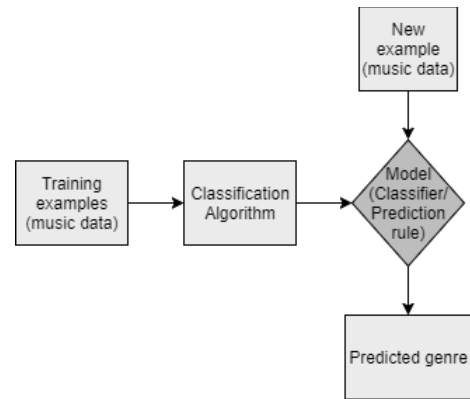 New
example
(music data)
Training
examples
(music data)
Classification
Algorithm
Model
(Classifier/
Prediction
rule)
Predicted genre